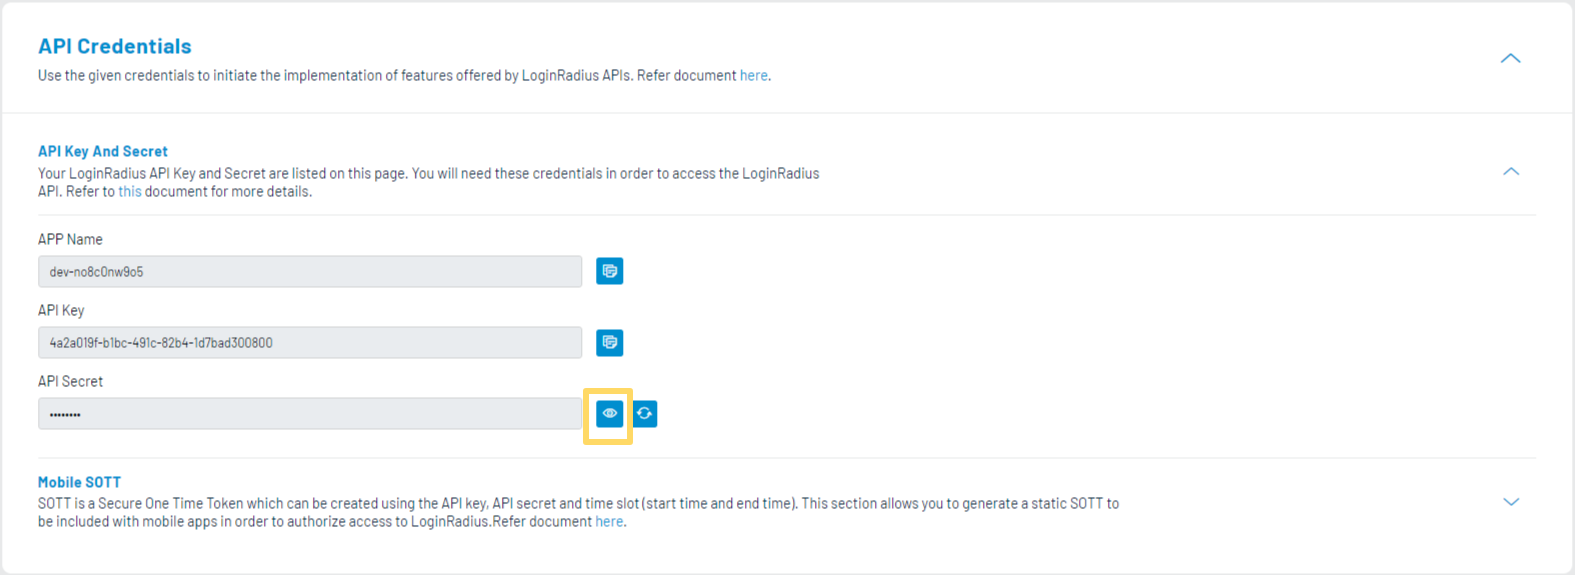 API Credentials
Use the given credentials to initiate the implementation of features offered by LoginRadius APIs. Refer document here.
API Key And Secret
Your LoginRadius API Key and Secret are listed on this page. You will need these credentials in order to access the LoginRadius
API. Refer to this document for more details.
APP Name
dev-no8c0nw9o5
API Key
4a2a019f-b1bc-491c-82b4-1d7bad300800
API Secret
••••••••
Mobile SOTT
SOTT is a Secure One Time Token which can be created using the API key, API secret and time slot (start time and end time). This section allows you to generate a static SOTT to
be included with mobile apps in order to authorize access to LoginRadius.Refer document here.